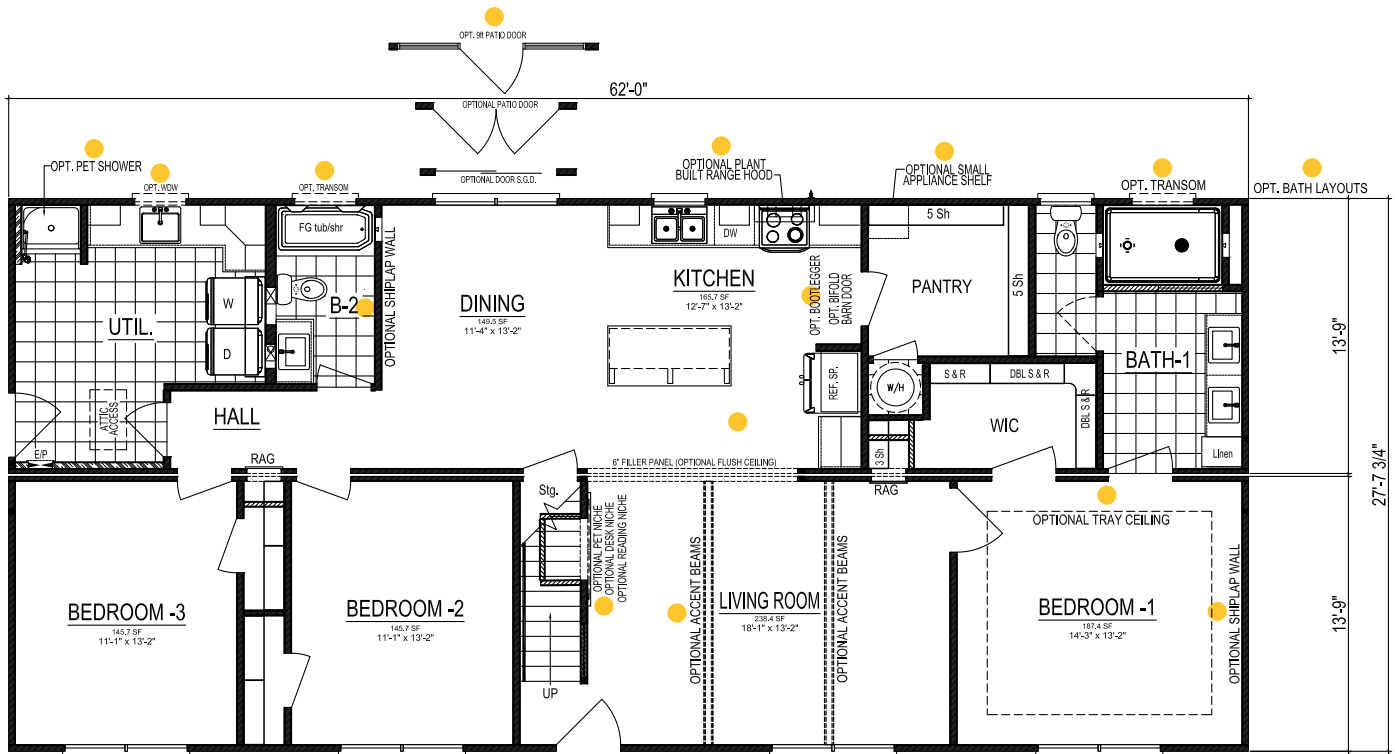 OPT. 9ft PATIO DOOR
62'-0"
OPTIONAL PATIO DOOR
OPT. PET SHOWER
OPT. WDW
OPT. TRANSOM
OPTIONAL DOOR S.G.D.
OPTIONAL PLANT
BUILT RANGE HOOD
OPTIONAL SMALL
APPLIANCE SHELF
OPT. TRANSOM
OPT. BATH LAYOUTS
FG tub/shr
DW
5 Sh
5 Sh
W
D
UTIL.
B-2
OPTIONAL SHIPLAP WALL
DINING
149.5 SF
11'-4" x 13'-2"
KITCHEN
165.7 SF
12'-7" x 13'-2"
OPT. BOOTLEGGER
OPT. BIFOLD
BARN DOOR
PANTRY
BATH-1
13'-9"
27'-7 3/4"
REF. SP.
W/H
S & R
DBL S & R
DBL S & R
WIC
Linen
3 Sh
ATTIC
ACCESS
HALL
E/P
RAG
6" FILLER PANEL (OPTIONAL FLUSH CEILING)
RAG
Stg.
OPTIONAL PET NICHE
OPTIONAL DESK NICHE
OPTIONAL READING NICHE
OPTIONAL TRAY CEILING
BEDROOM -3
145.7 SF
11'-1" x 13'-2"
BEDROOM -2
145.7 SF
11'-1" x 13'-2"
UP
OPTIONAL ACCENT BEAMS
LIVING ROOM
238.4 SF
18'-1" x 13'-2"
OPTIONAL ACCENT BEAMS
BEDROOM -1
187.4 SF
14'-3" x 13'-2"
OPTIONAL SHIPLAP WALL
13'-9"